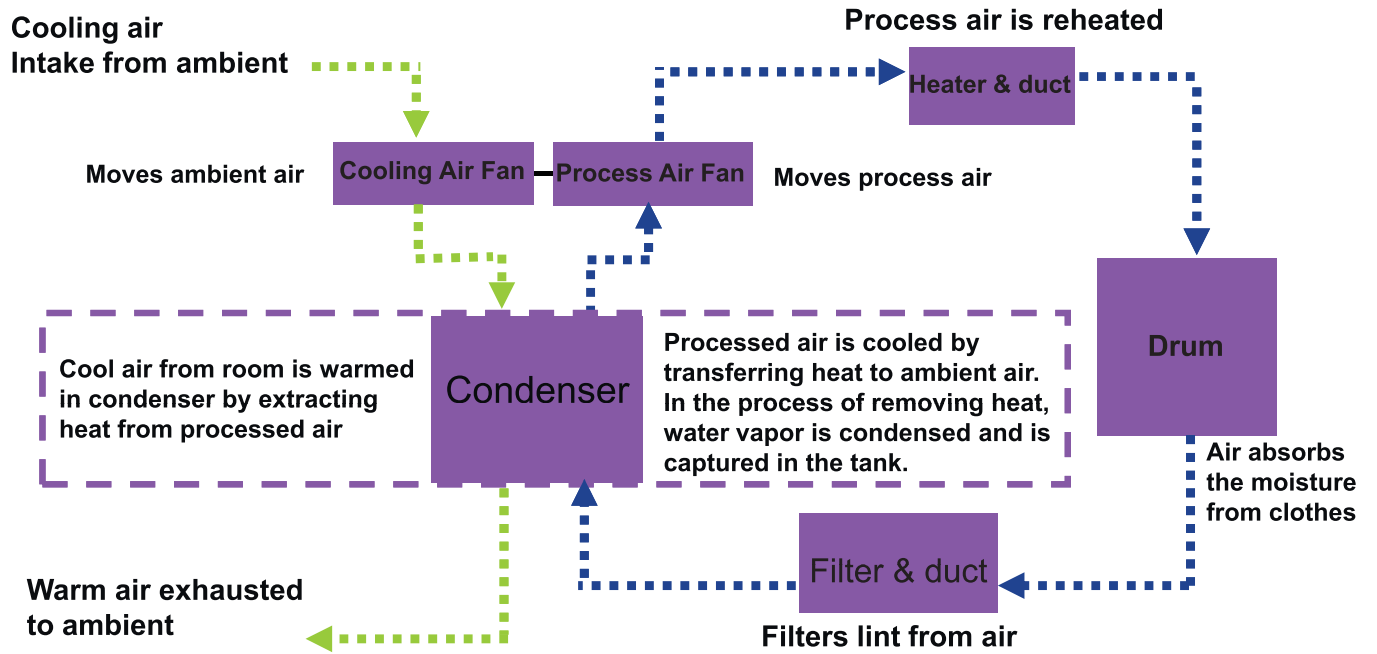 Cooling air
Intake from ambient
Process air is reheated
Heater & duct
Moves ambient air
Cooling Air Fan
Process Air Fan
Moves process air
Cool air from room is warmed
in condenser by extracting
heat from processed air
Condenser
Processed air is cooled by
transferring heat to ambient air.
In the process of removing heat,
water vapor is condensed and is
captured in the tank.
Drum
Air absorbs
the moisture
from clothes
Filter & duct
Filters lint from air
Warm air exhausted
to ambient